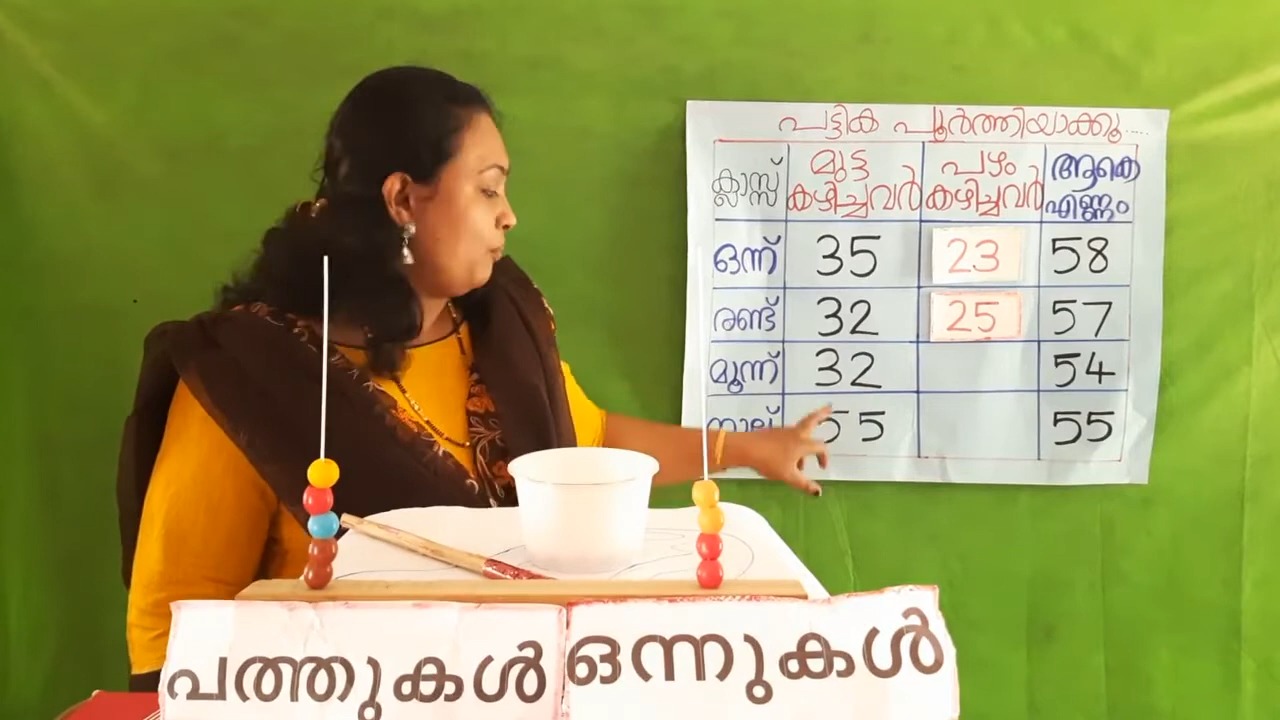 പട്ടിക പൂർത്തിയാക്കൂ.....
ക്ലാസ്സ് മുട്ട കഴിച്ചവർ പഴം കഴിച്ചവർ ആകെ എണ്ണം
ഒന്ന് 35 23 58
രണ്ട് 32 25 57
മൂന്ന് 32 54
നാല് 55 55
പത്തുകൾ ഒന്നുകൾ